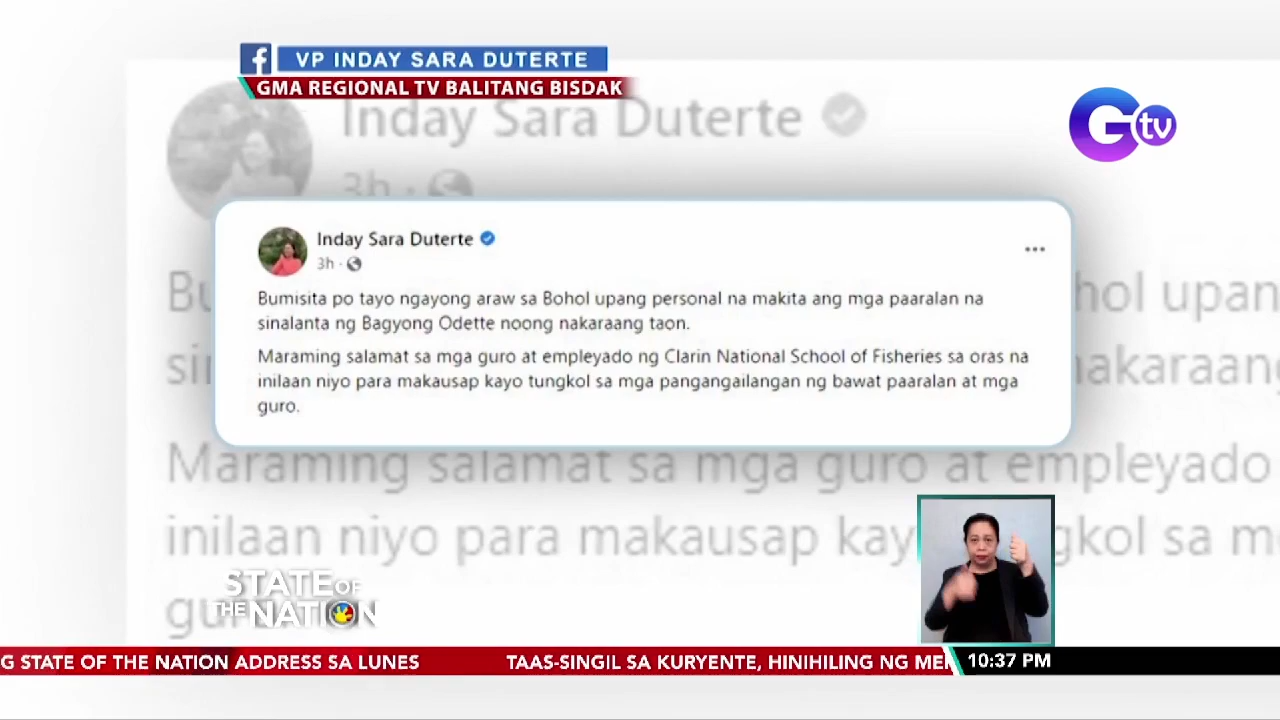 VP INDAY SARA DUTERTE
GMA REGIONAL TV BALITANG BISDAK
Inday Sara Duterte
3h
Gtv
Inday Sara Duterte
3h ·
Bumisita po tayo ngayong araw sa Bohol upang personal na makita ang mga paaralan na
sinalanta ng Bagyong Odette noong nakaraang taon.
Maraming salamat sa mga guro at empleyado ng Clarin National School of Fisheries sa oras na
inilaan niyo para makausap kayo tungkol sa mga pangangailangan ng bawat paaralan at mga
guro.
Maraming salamat sa mga guro at empleyado
inilaan niyo para makausap
STATE OF
THE NATION
G STATE OF THE NATION ADDRESS SA LUNES TAAS-SINGIL SA KURYENTE, HINIHILING NG
10:37 PM